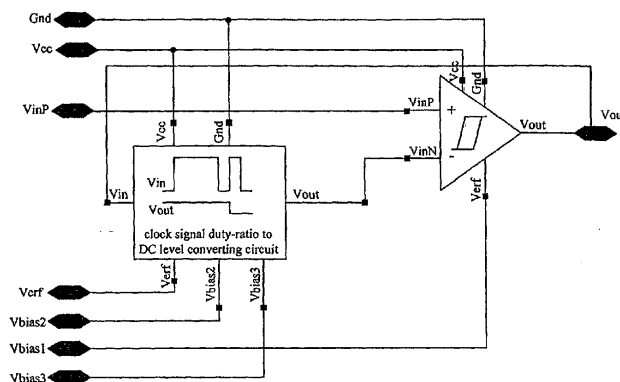 Gnd
Vcc
VinP
Vcc
Gnd
Vcc
Gnd
VinP
+
Vout
Vou
VinN
-
Verf
Vin
Vin
Vout
Vout
clock signal duty-ratio to
DC level converting circuit
Verf
Vbias2
Vbias3
Verf
Vbias2
Vbias1
Vbias3